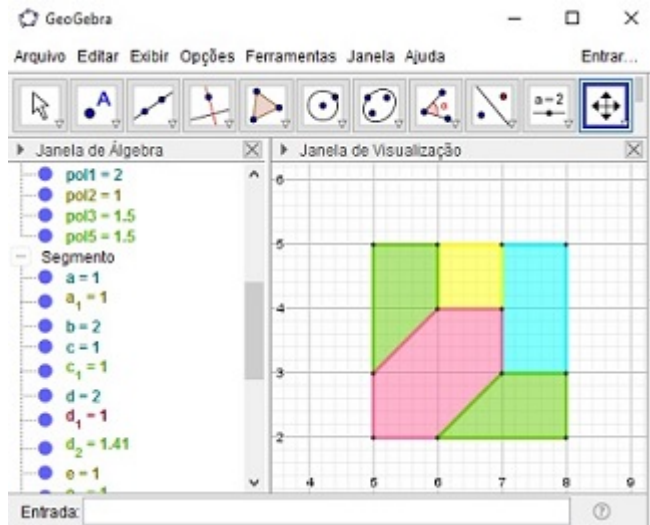 GeoGebra
Arquivo Editar Exibir Opções Ferramentas Janela Ajuda Entrar...
A α a=2
Janela de Álgebra
pol1 = 2
pol2 = 1
pol3 = 1.5
pol5 = 1.5
Segmento
a = 1
a₁ = 1
b = 2
c = 1
c₁ = 1
d = 2
d₁ = 1
d₂ = 1.41
e = 1
Janela de Visualização
6
5
4
3
2
4 5 6 7 8 9
Entrada: